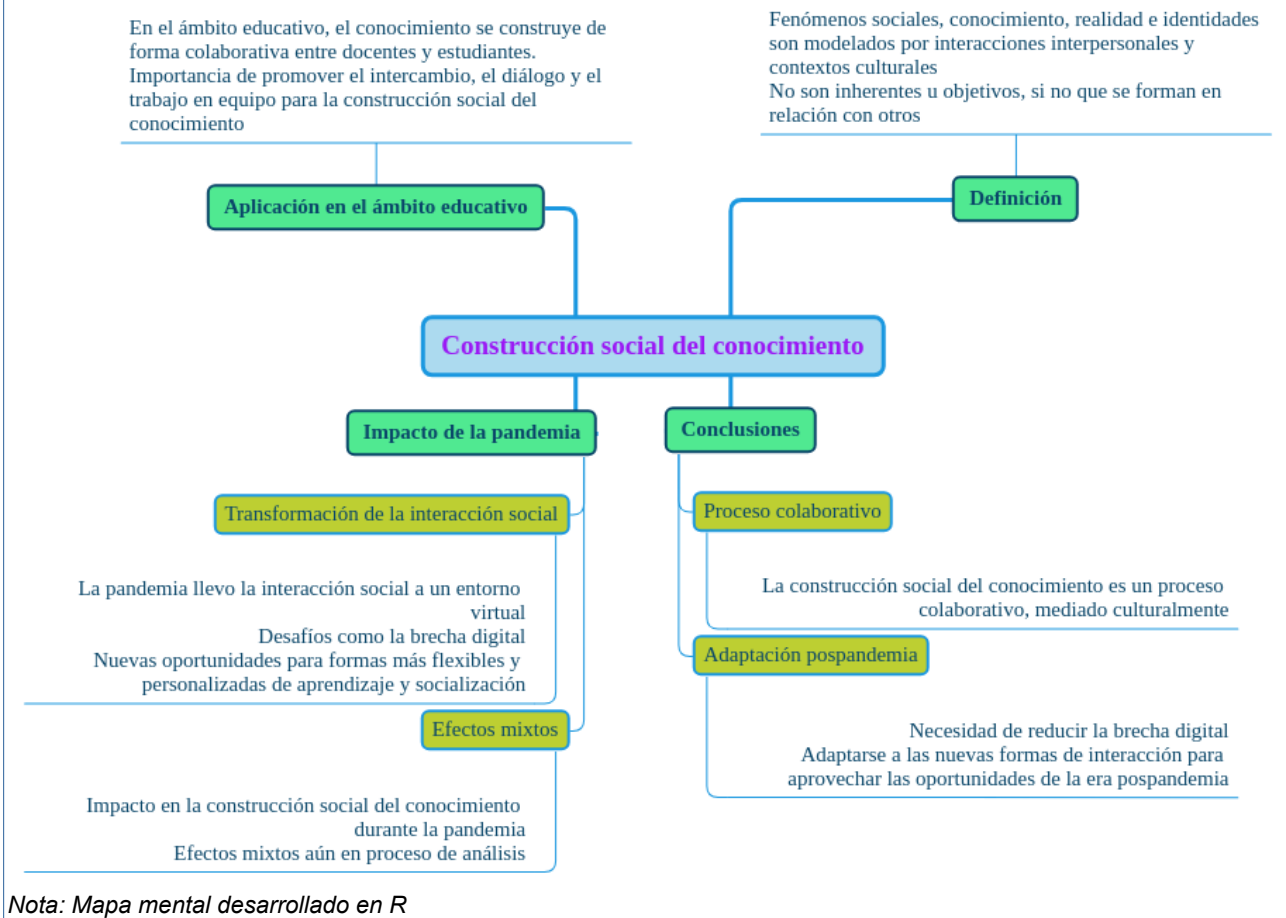 En el ámbito educativo, el conocimiento se construye de
forma colaborativa entre docentes y estudiantes.
Importancia de promover el intercambio, el diálogo y el
trabajo en equipo para la construcción social del
conocimiento
Aplicación en el ámbito educativo
Fenómenos sociales, conocimiento, realidad e identidades
son modelados por interacciones interpersonales y
contextos culturales
No son inherentes u objetivos, si no que se forman en
relación con otros
Definición
Construcción social del conocimiento
Impacto de la pandemia
Transformación de la interacción social
La pandemia llevo la interacción social a un entorno
virtual
Desafíos como la brecha digital
Nuevas oportunidades para formas más flexibles y
personalizadas de aprendizaje y socialización
Efectos mixtos
Impacto en la construcción social del conocimiento
durante la pandemia
Efectos mixtos aún en proceso de análisis
Conclusiones
Proceso colaborativo
La construcción social del conocimiento es un proceso
colaborativo, mediado culturalmente
Adaptación pospandemia
Necesidad de reducir la brecha digital
Adaptarse a las nuevas formas de interacción para
aprovechar las oportunidades de la era pospandemia
Nota: Mapa mental desarrollado en R